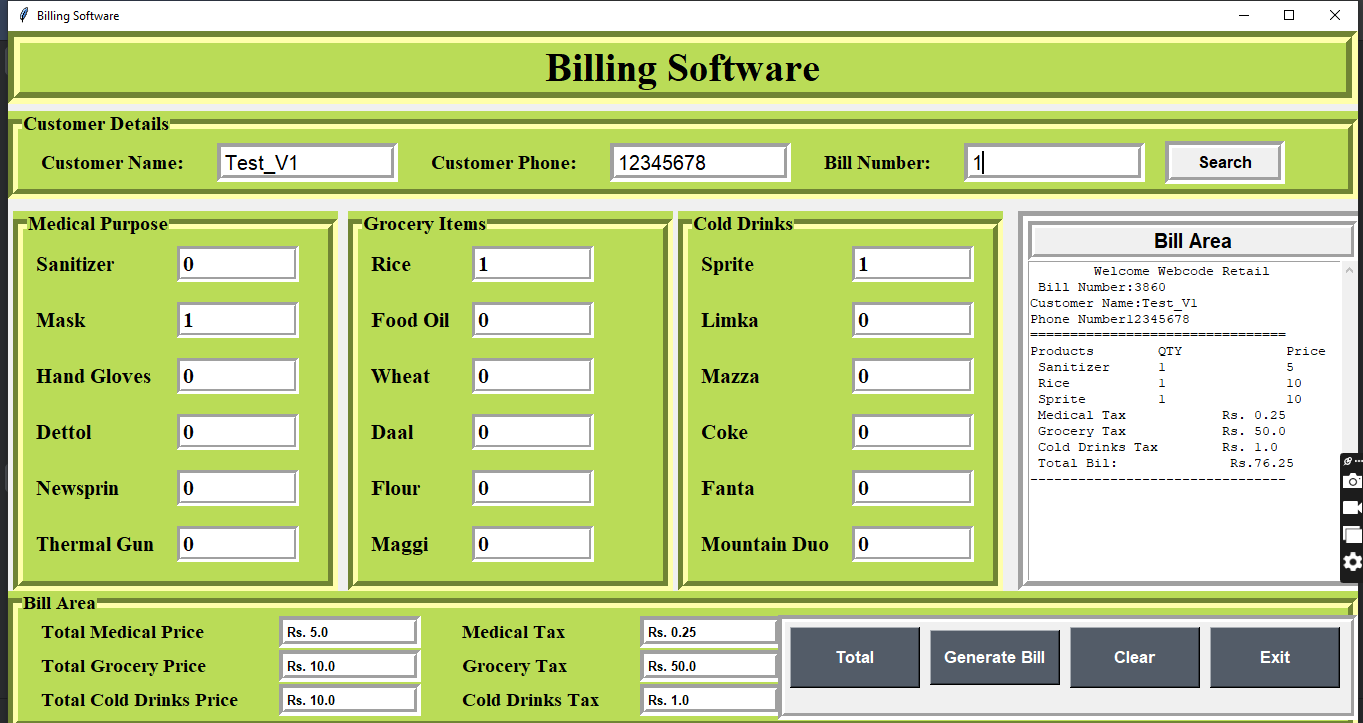 Billing Software
Billing Software
Customer Details
Customer Name: Test_V1 Customer Phone: 12345678 Bill Number: 1 Search
Medical Purpose
Sanitizer 0
Mask 1
Hand Gloves 0
Dettol 0
Newsprin 0
Thermal Gun 0
Grocery Items
Rice 1
Food Oil 0
Wheat 0
Daal 0
Flour 0
Maggi 0
Cold Drinks
Sprite 1
Limka 0
Mazza 0
Coke 0
Fanta 0
Mountain Duo 0
Bill Area
Welcome Webcode Retail
Bill Number:3860
Customer Name:Test_V1
Phone Number12345678
================================
Products QTY Price
Sanitizer 1 5
Rice 1 10
Sprite 1 10
Medical Tax Rs. 0.25
Grocery Tax Rs. 50.0
Cold Drinks Tax Rs. 1.0
Total Bil: Rs.76.25
--------------------------------
Bill Area
Total Medical Price Rs. 5.0 Medical Tax Rs. 0.25
Total Grocery Price Rs. 10.0 Grocery Tax Rs. 50.0
Total Cold Drinks Price Rs. 10.0 Cold Drinks Tax Rs. 1.0
Total Generate Bill Clear Exit